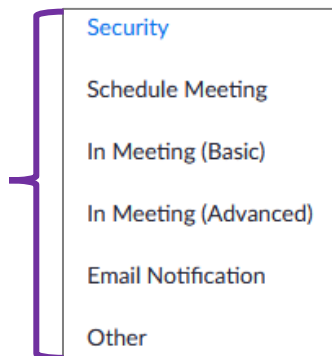 Security
Schedule Meeting
In Meeting (Basic)
In Meeting (Advanced)
Email Notification
Other